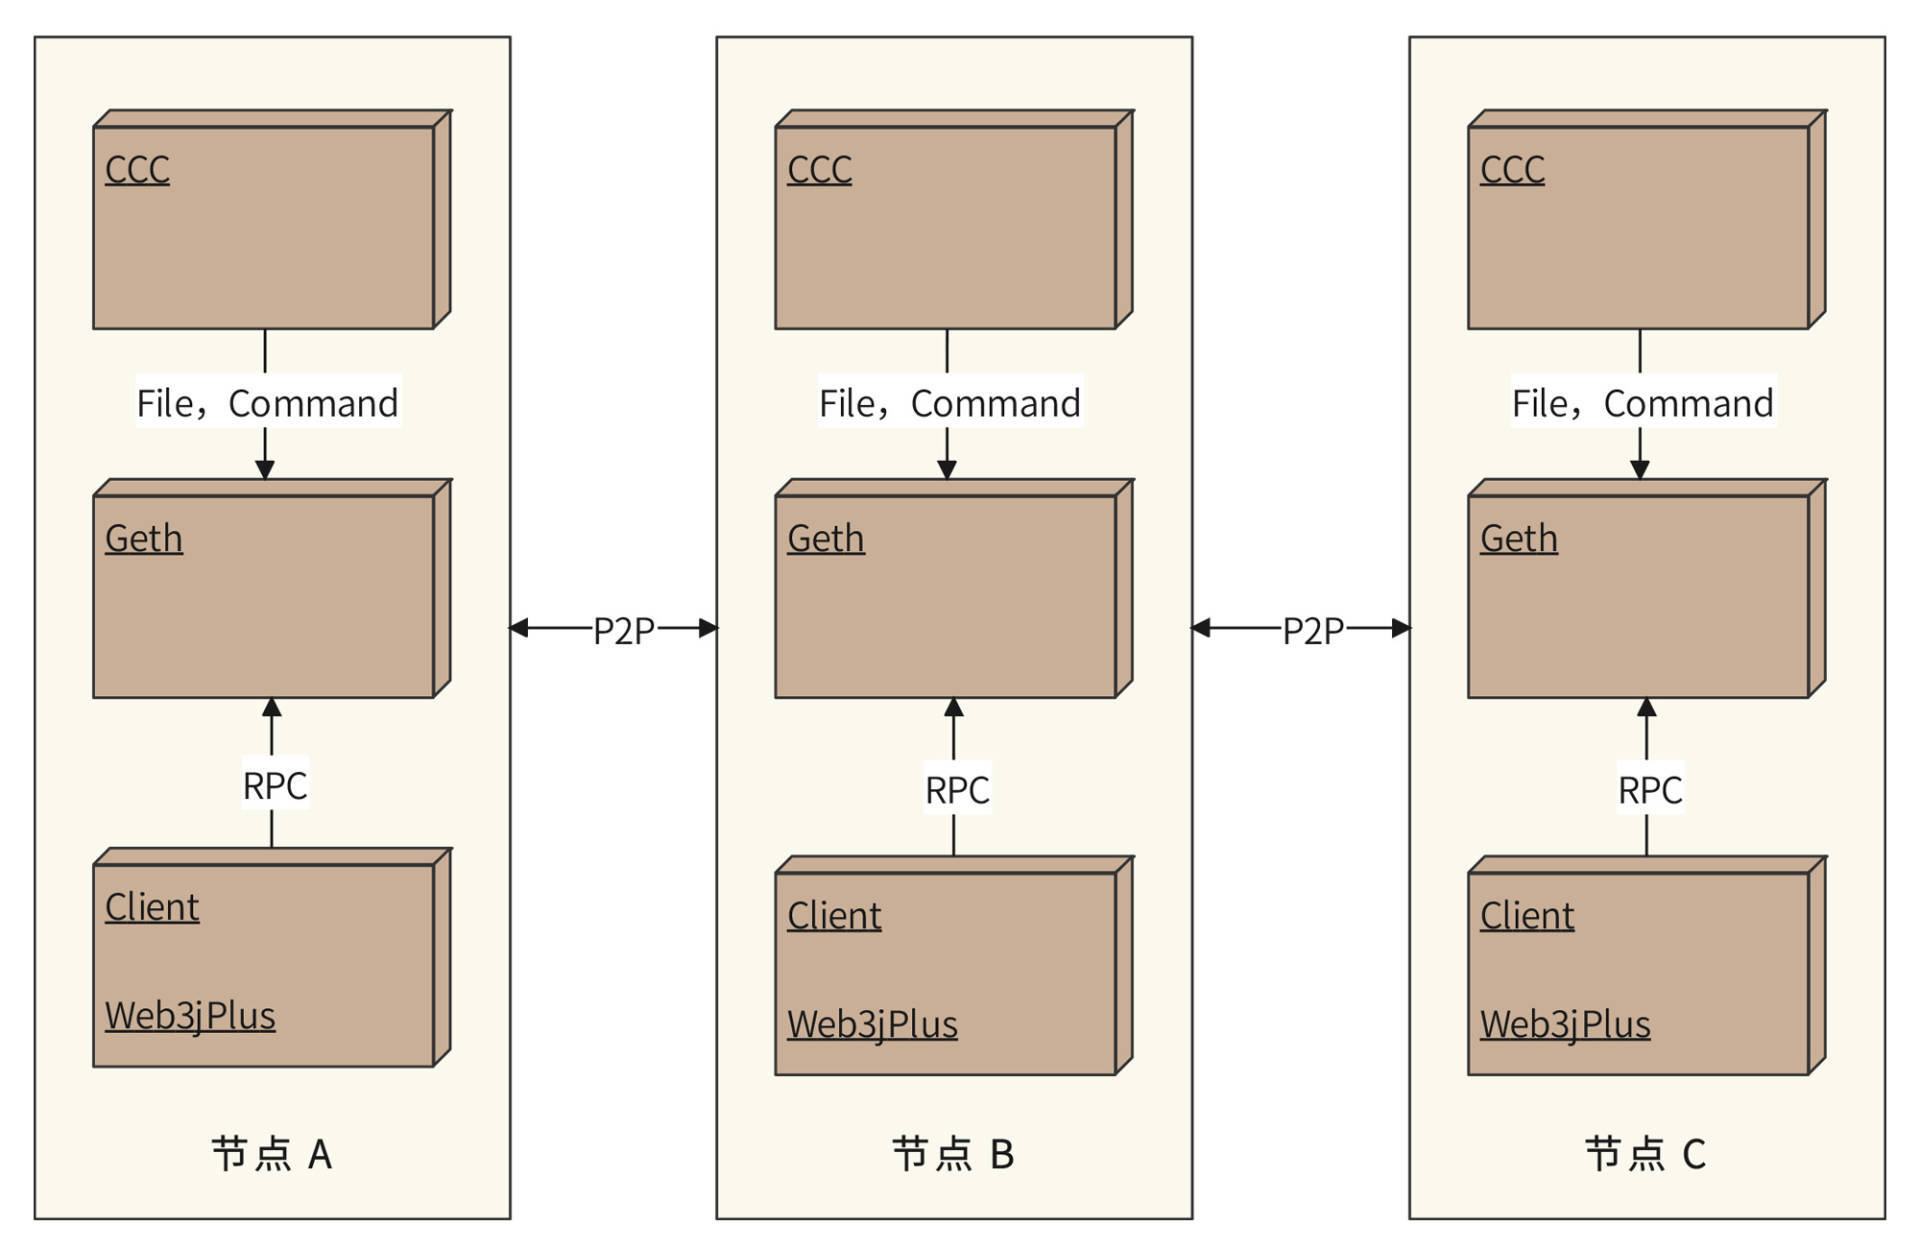 CCC
File，Command
Geth
RPC
Client
Web3jPlus
节点 A
P2P
CCC
File，Command
Geth
RPC
Client
Web3jPlus
节点 B
P2P
CCC
File，Command
Geth
RPC
Client
Web3jPlus
节点 C